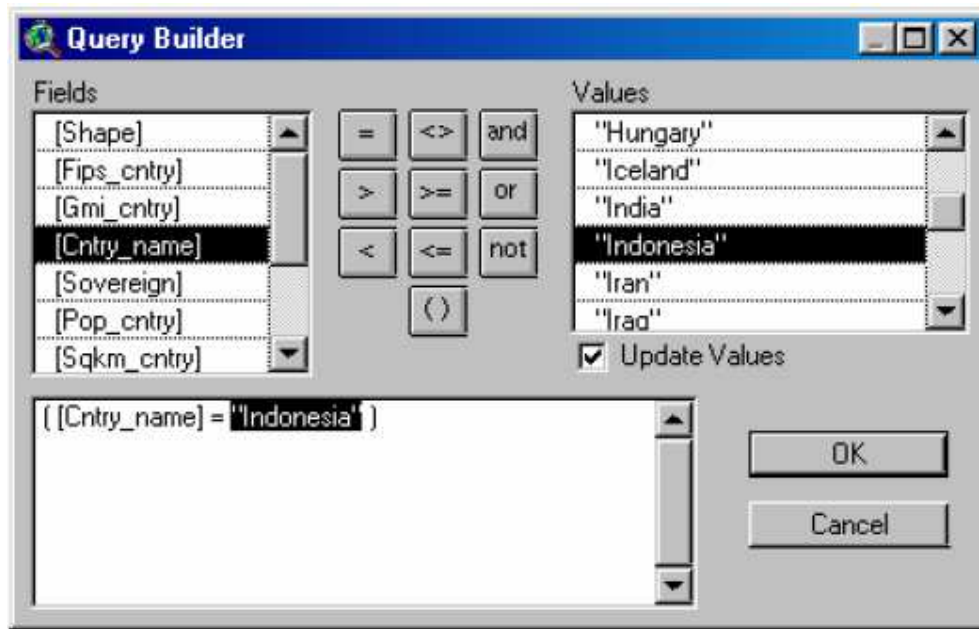 Query Builder
Fields
[Shape]
[Fips_cntry]
[Gmi_cntry]
[Cntry_name]
[Sovereign]
[Pop_cntry]
[Sqkm_cntry]
= <> and
> >= or
< <= not
( )
Values
"Hungary"
"Iceland"
"India"
"Indonesia"
"Iran"
"Iraq"
Update Values
( [Cntry_name] = "Indonesia" )
OK
Cancel